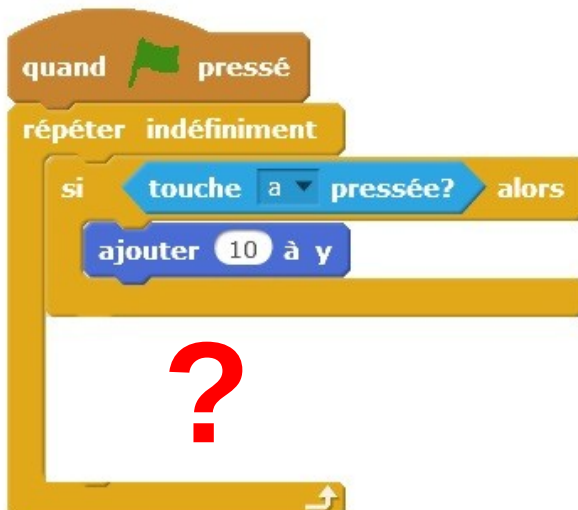 quand pressé
répéter indéfiniment
si touche a pressée? alors
ajouter 10 à y
?